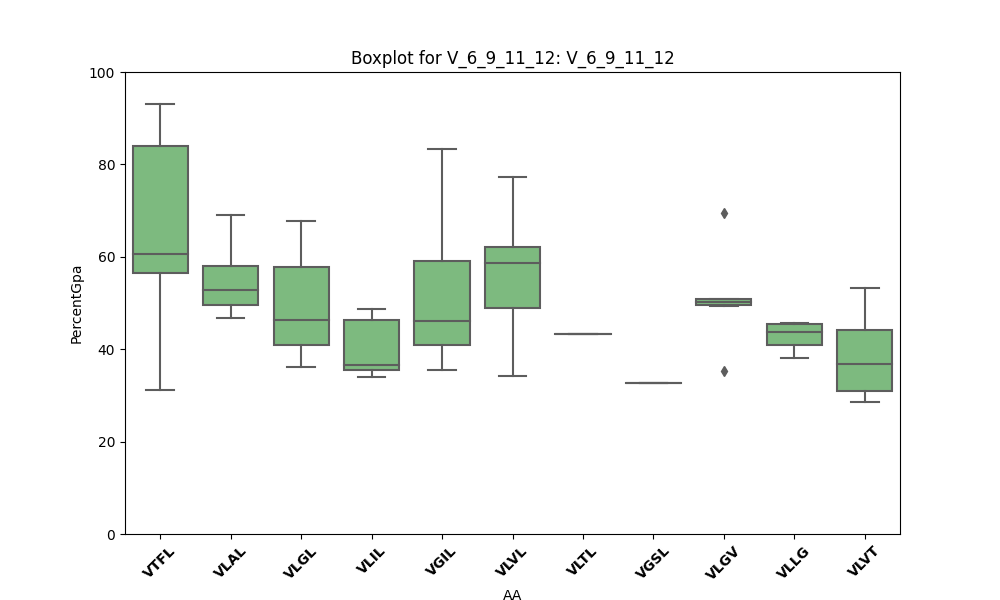 Boxplot for V_6_9_11_12: V_6_9_11_12
100
80
60
40
20
0
PercentGpa
VTFL VLAL VLGL VLIL VGIL VLVL VLTL VGSL VLGV VLLG VLVT
AA